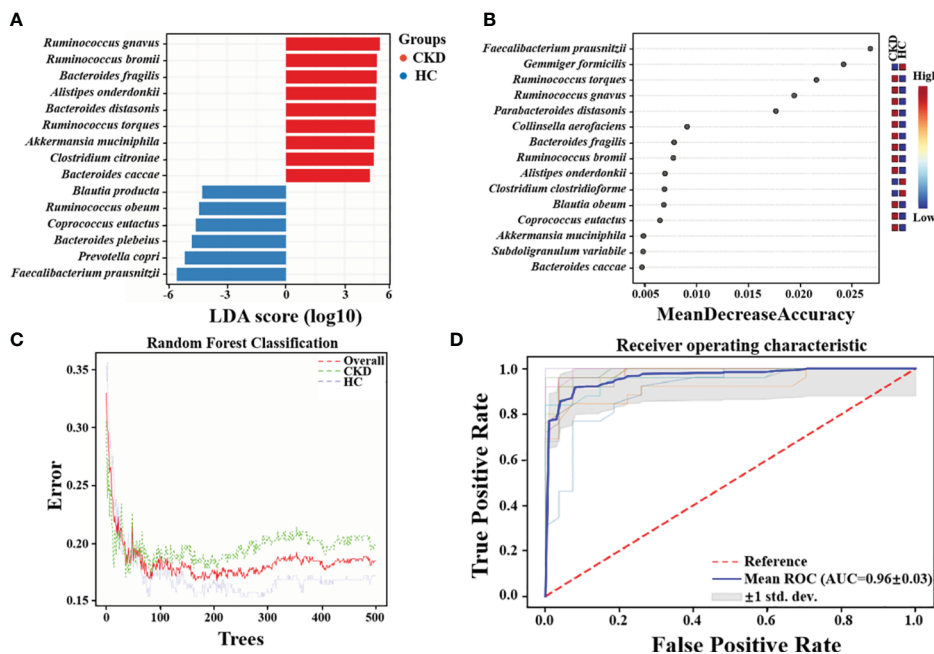 A
Ruminococcus gnavus
Ruminococcus bromii
Bacteroides fragilis
Alistipes onderdonkii
Bacteroides distasonis
Ruminococcus torques
Akkermansia muciniphila
Clostridium citroniae
Bacteroides caccae
Blautia producta
Ruminococcus obeum
Coprococcus eutactus
Bacteroides plebeius
Prevotella copri
Faecalibacterium prausnitzii
-6 -3 0 3 6
LDA score (log10)
Groups
CKD
HC
B
Faecalibacterium prausnitzii
Gemmiger formicilis
Ruminococcus torques
Ruminococcus gnavus
Parabacteroides distasonis
Collinsella aerofaciens
Bacteroides fragilis
Ruminococcus bromii
Alistipes onderdonkii
Clostridium clostridioforme
Blautia obeum
Coprococcus eutactus
Akkermansia muciniphila
Subdoligranulum variabile
Bacteroides caccae
0.005 0.010 0.015 0.020 0.025
MeanDecreaseAccuracy
CKD
HC
High
Low
C
Random Forest Classification
Overall
CKD
HC
0.35
0.30
0.25
0.20
0.15
Error
0 100 200 300 400 500
Trees
D
Receiver operating characteristic
1.0
0.8
0.6
0.4
0.2
0.0
True Positive Rate
Reference
Mean ROC (AUC=0.96±0.03)
±1 std. dev.
0.0 0.2 0.4 0.6 0.8 1.0
False Positive Rate